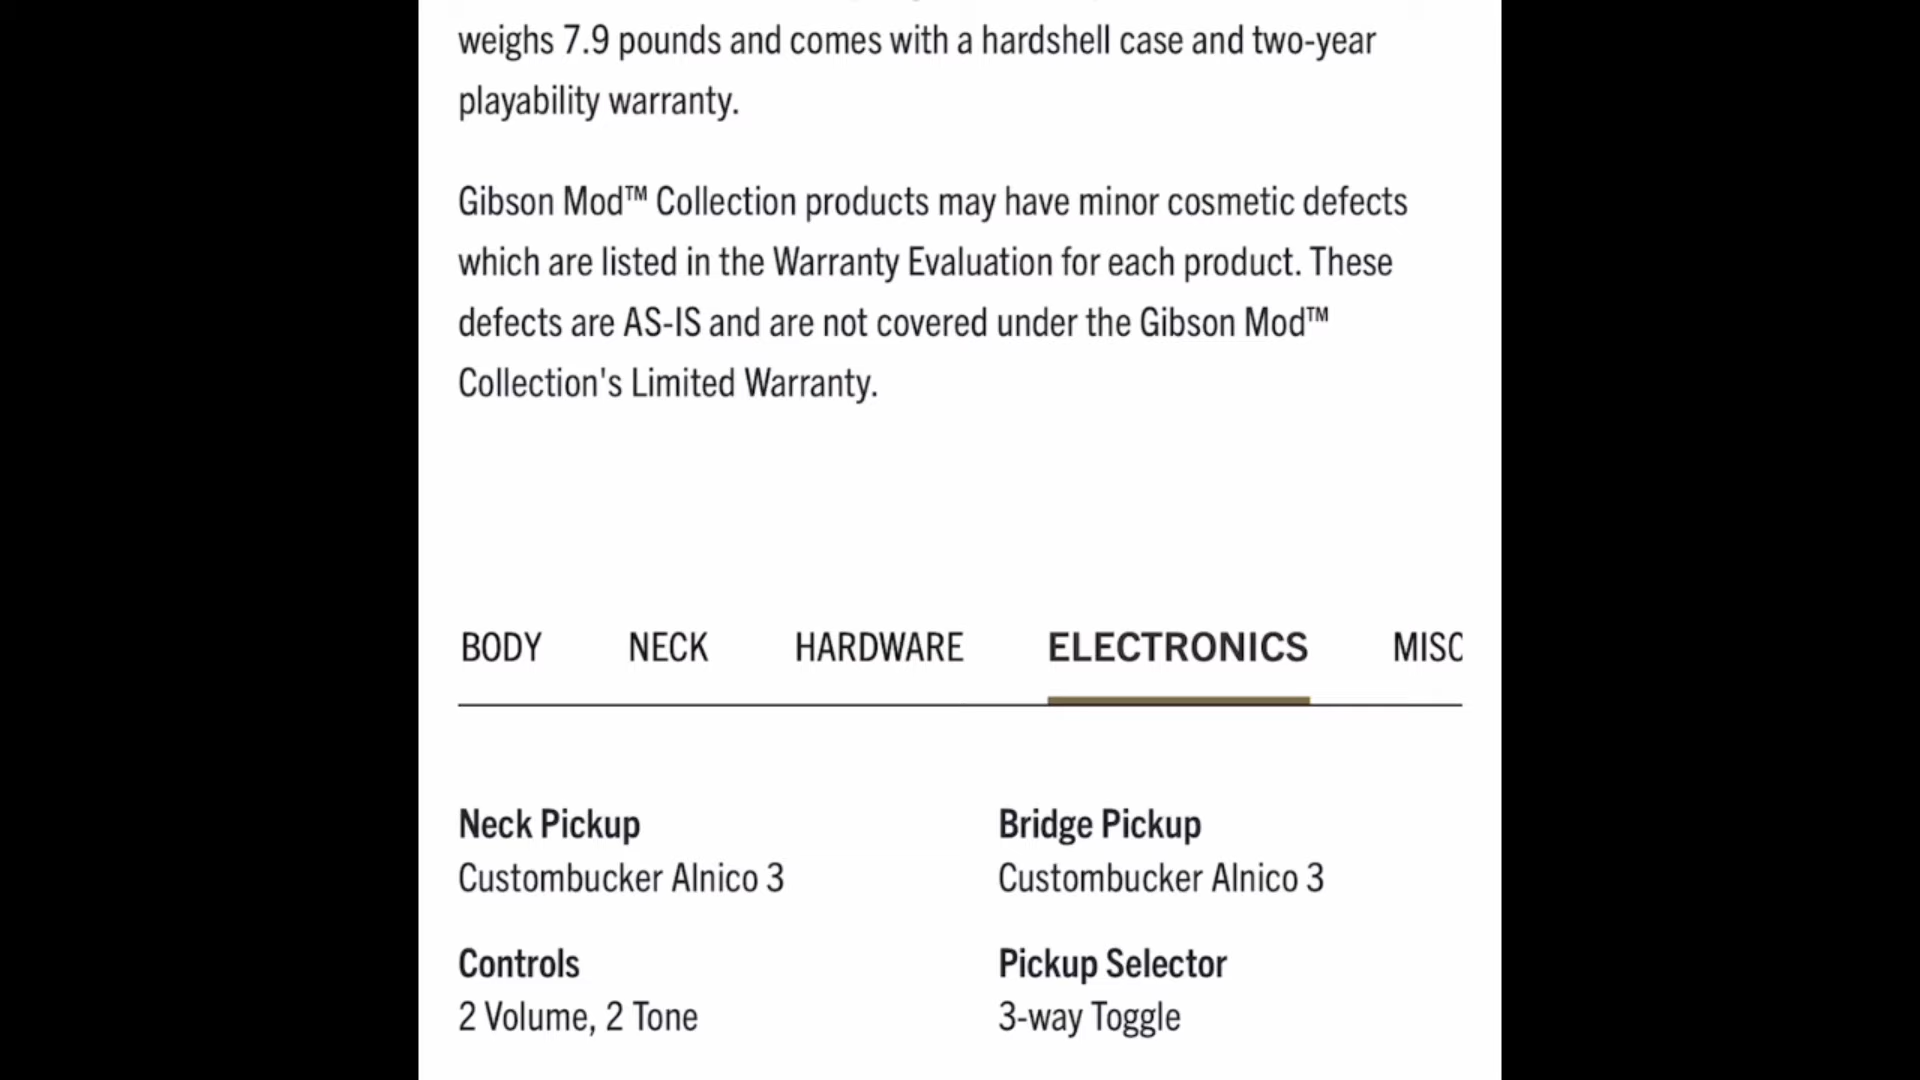 weighs 7.9 pounds and comes with a hardshell case and two-year
playability warranty.
Gibson Mod™ Collection products may have minor cosmetic defects
which are listed in the Warranty Evaluation for each product. These
defects are AS-IS and are not covered under the Gibson Mod™
Collection's Limited Warranty.
BODY NECK HARDWARE ELECTRONICS MISC
Neck Pickup Bridge Pickup
Custombucker Alnico 3 Custombucker Alnico 3
Controls Pickup Selector
2 Volume, 2 Tone 3-way Toggle